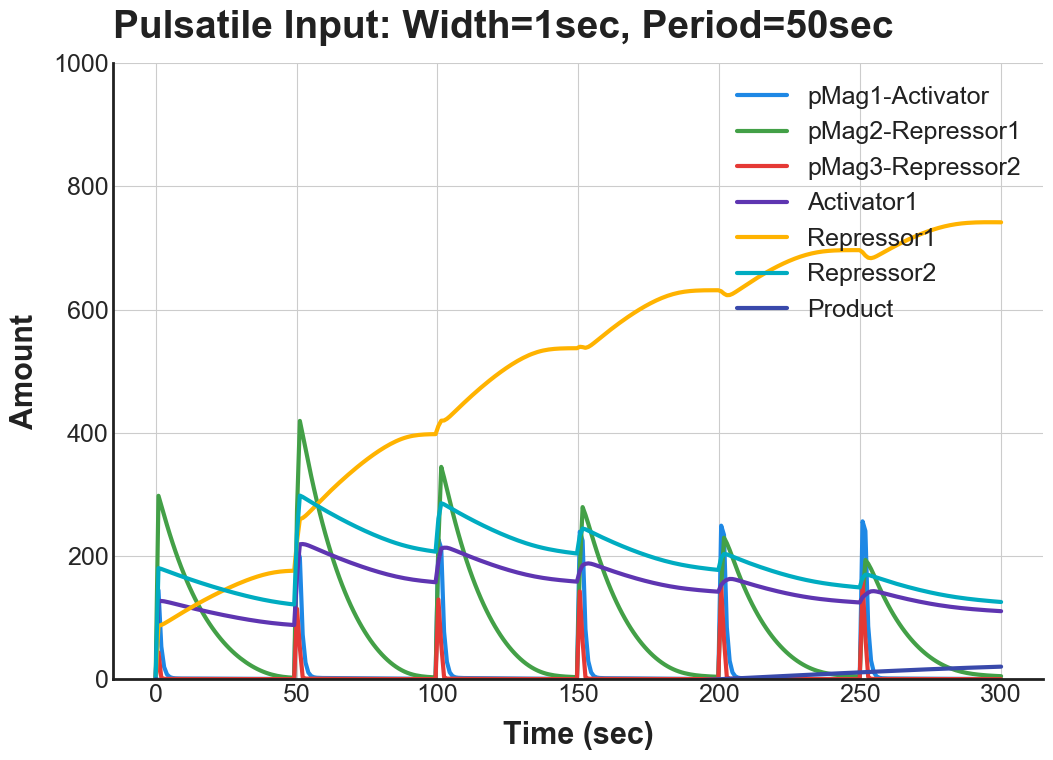 Pulsatile Input: Width=1sec, Period=50sec
1000
800
600
400
200
0
Amount
pMag1-Activator
pMag2-Repressor1
pMag3-Repressor2
Activator1
Repressor1
Repressor2
Product
0 50 100 150 200 250 300
Time (sec)